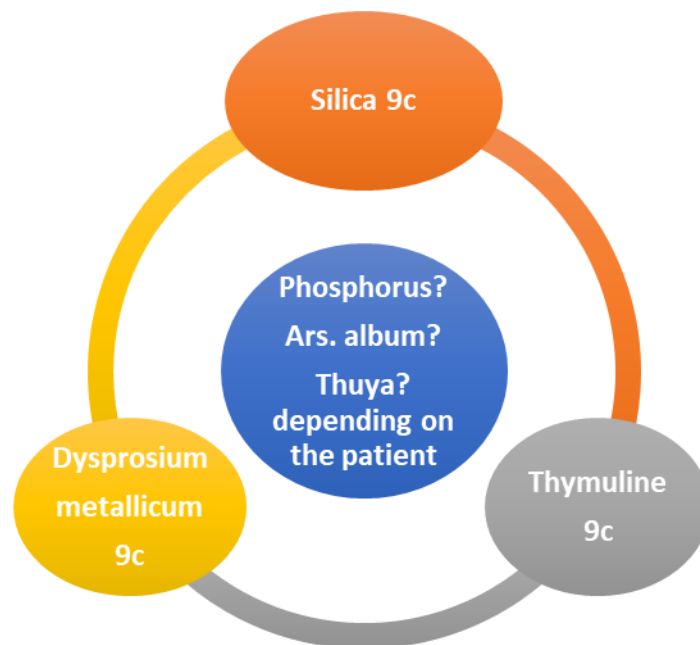 Silica 9c
Phosphorus?
Ars. album?
Thuya?
depending on
the patient
Dysprosium
metallicum
9c
Thymuline
9c